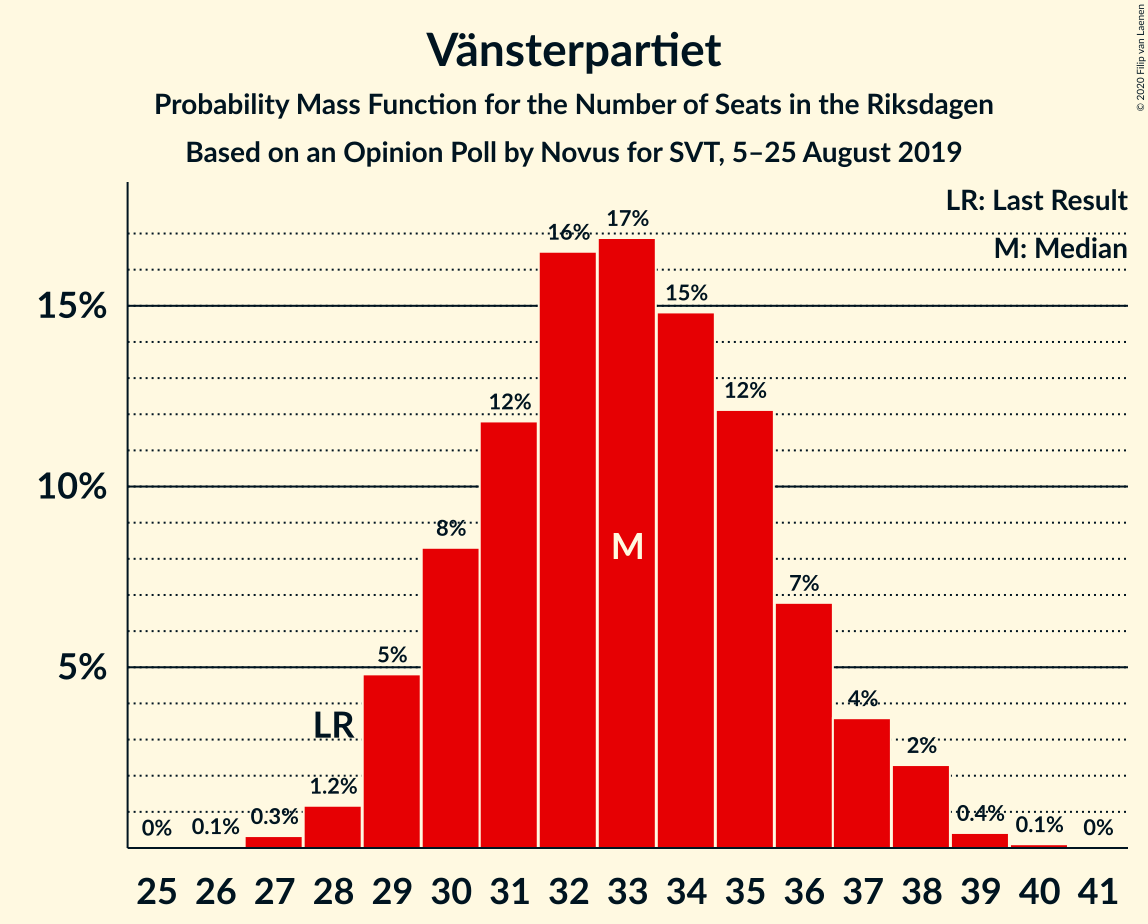 Vänsterpartiet
Probability Mass Function for the Number of Seats in the Riksdagen
Based on an Opinion Poll by Novus for SVT, 5–25 August 2019
© 2020 Filip van Laenen
LR: Last Result
M: Median
15%
10%
5%
0%
0.1%
0.3%
1.2%
5%
8%
12%
16%
17%
15%
12%
7%
4%
2%
0.4%
0.1%
0%
LR
M
25 26 27 28 29 30 31 32 33 34 35 36 37 38 39 40 41